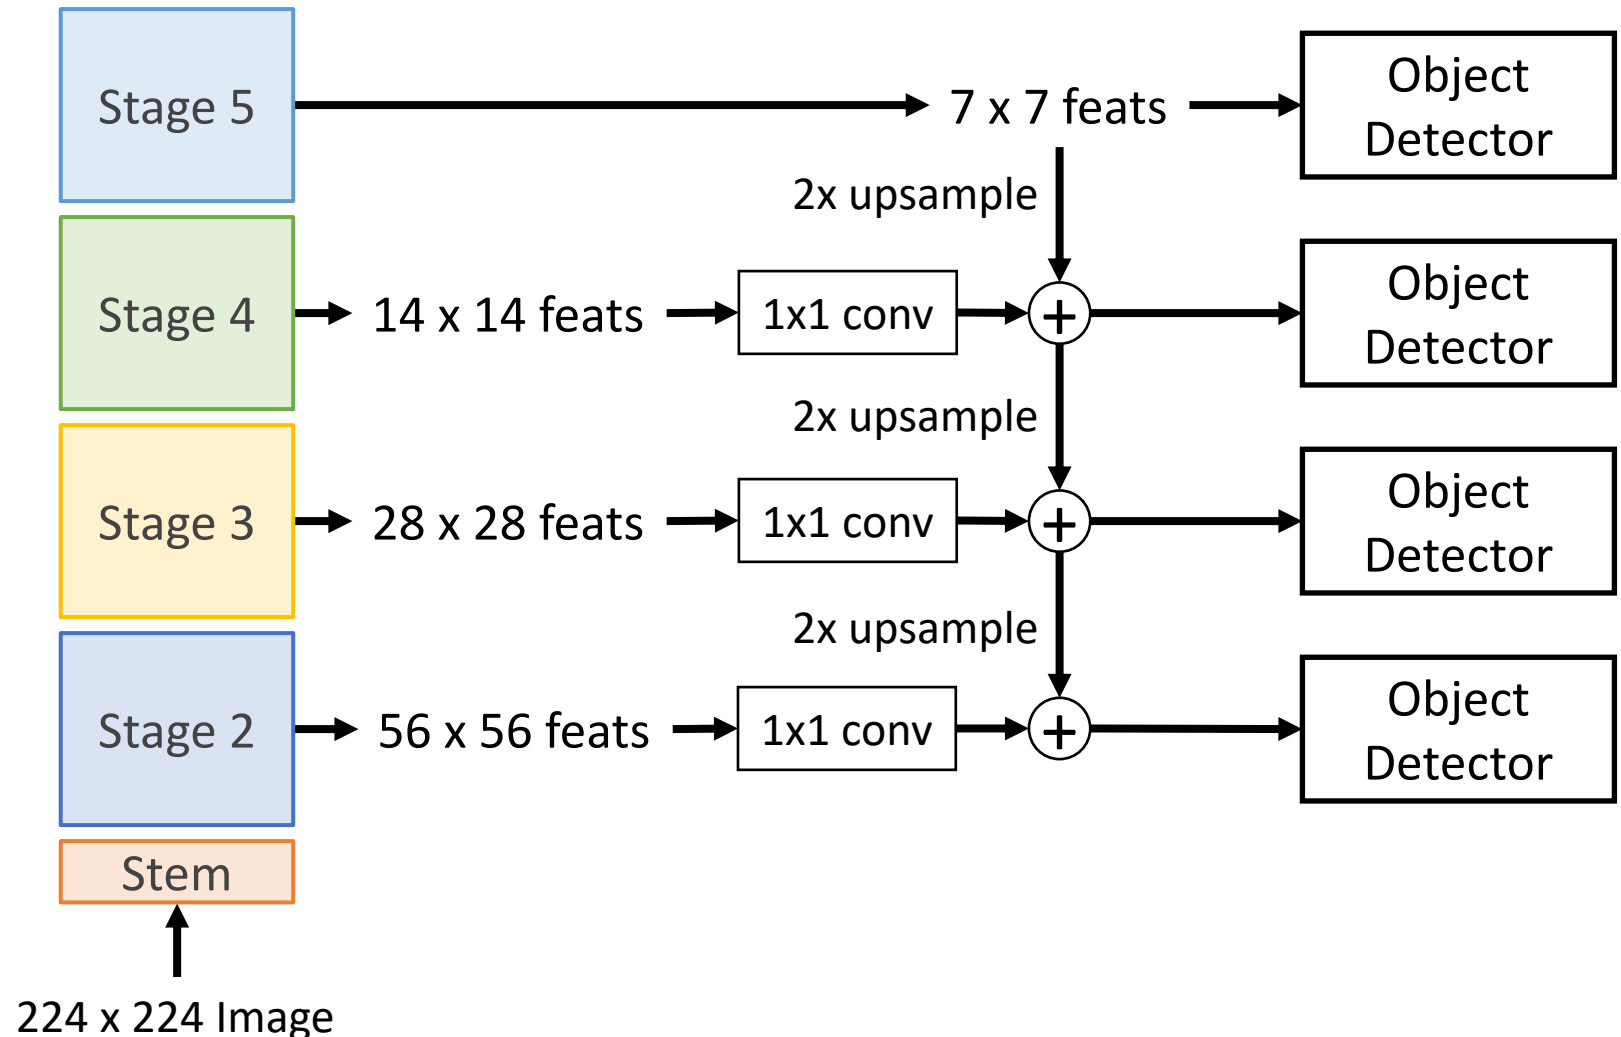 Stage 5
7 x 7 feats
Object
Detector
2x upsample
Stage 4
14 x 14 feats
1x1 conv
+
Object
Detector
2x upsample
Stage 3
28 x 28 feats
1x1 conv
+
Object
Detector
2x upsample
Stage 2
56 x 56 feats
1x1 conv
+
Object
Detector
Stem
224 x 224 Image